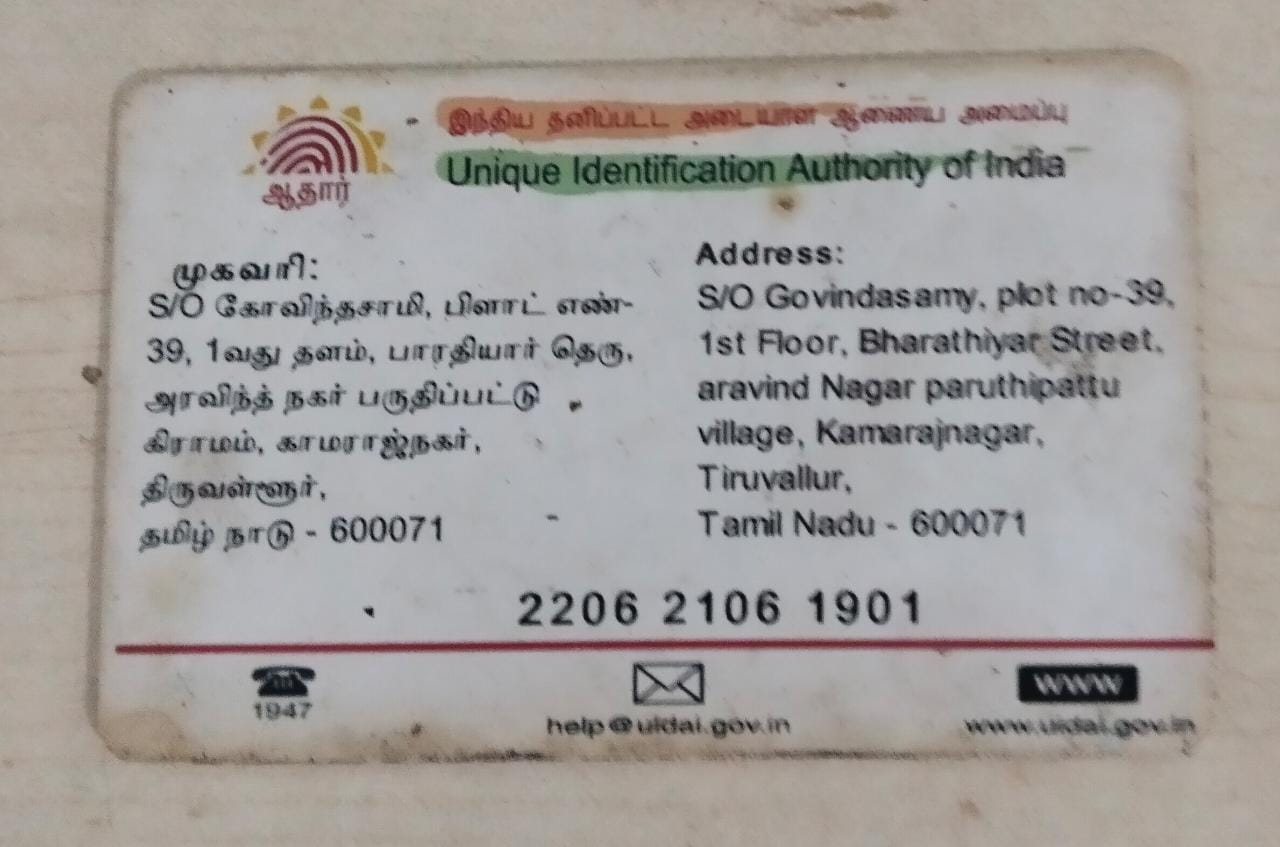 இந்திய தனிப்பட்ட அடையாள ஆணைய அமைப்பு
Unique Identification Authority of India
ஆதார்
முகவரி:
S/O கோவிந்தசாமி, பிளாட் எண்-
39, 1வது தளம், பாரதியார் தெரு,
அரவிந்த் நகர் பருதிப்பட்டு
கிராமம், காமராஜ்நகர்,
திருவள்ளூர்,
தமிழ் நாடு - 600071
Address:
S/O Govindasamy, plot no-39,
1st Floor, Bharathiyar Street,
aravind Nagar paruthipattu
village, Kamarajnagar,
Tiruvallur,
Tamil Nadu - 600071
2206 2106 1901
1947
help@uidai.gov.in
www
www.uidai.gov.in